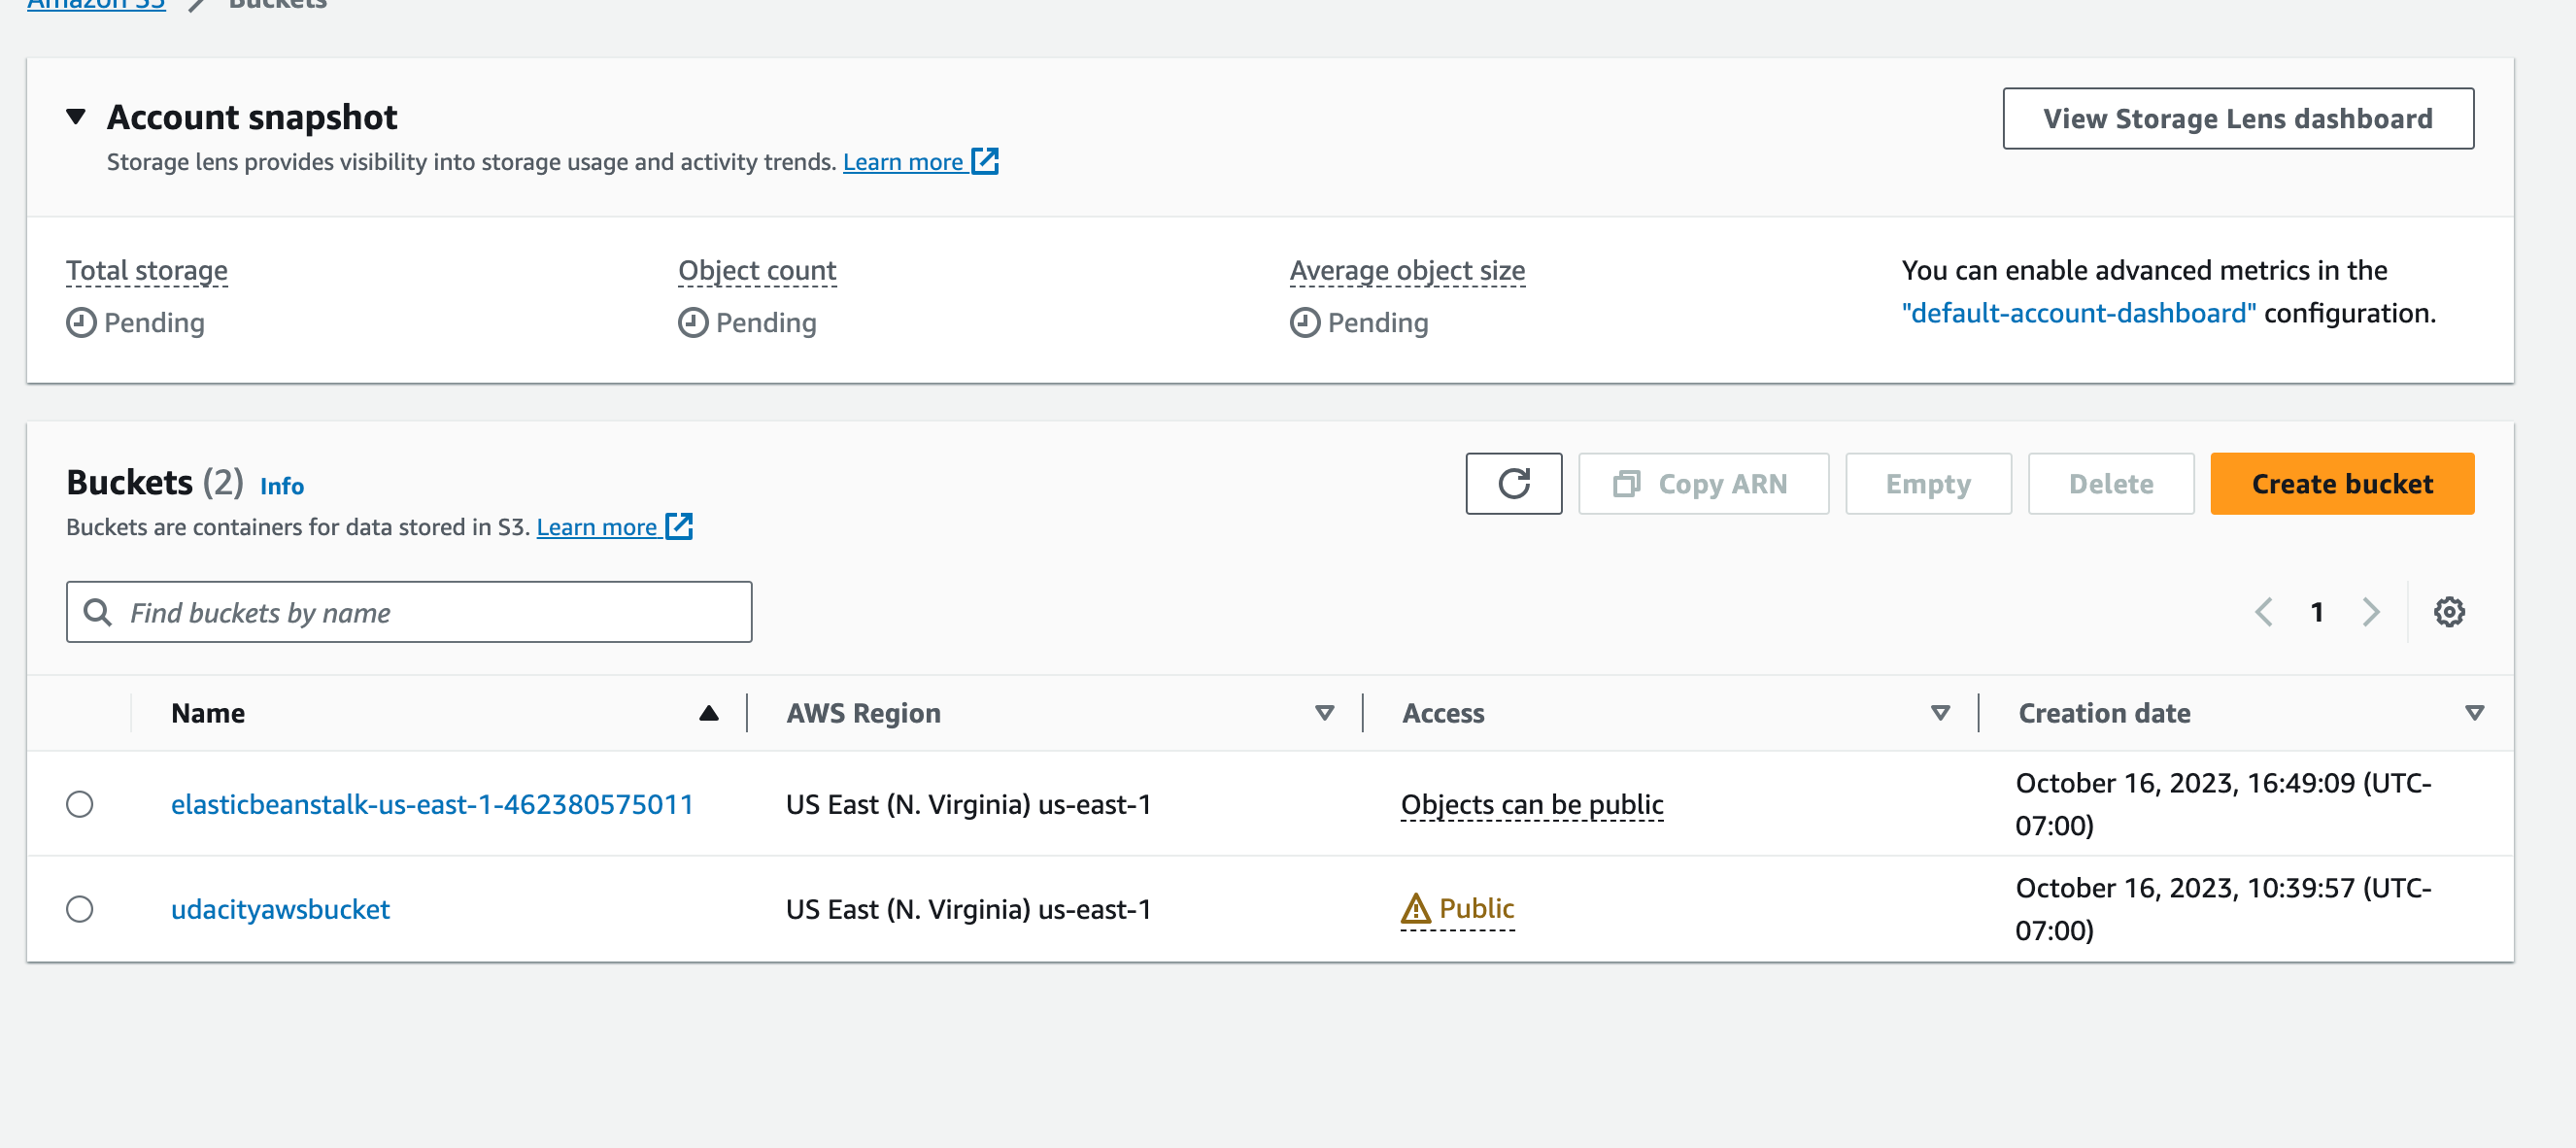 Amazon S3 > Buckets
Account snapshot
View Storage Lens dashboard
Storage lens provides visibility into storage usage and activity trends. Learn more
Total storage
Object count
Average object size
You can enable advanced metrics in the
"default-account-dashboard" configuration.
Pending
Pending
Pending
Buckets (2) Info
Copy ARN
Empty
Delete
Create bucket
Buckets are containers for data stored in S3. Learn more
Find buckets by name
1
Name
AWS Region
Access
Creation date
elasticbeanstalk-us-east-1-462380575011
US East (N. Virginia) us-east-1
Objects can be public
October 16, 2023, 16:49:09 (UTC-
07:00)
udacityawsbucket
US East (N. Virginia) us-east-1
Public
October 16, 2023, 10:39:57 (UTC-
07:00)